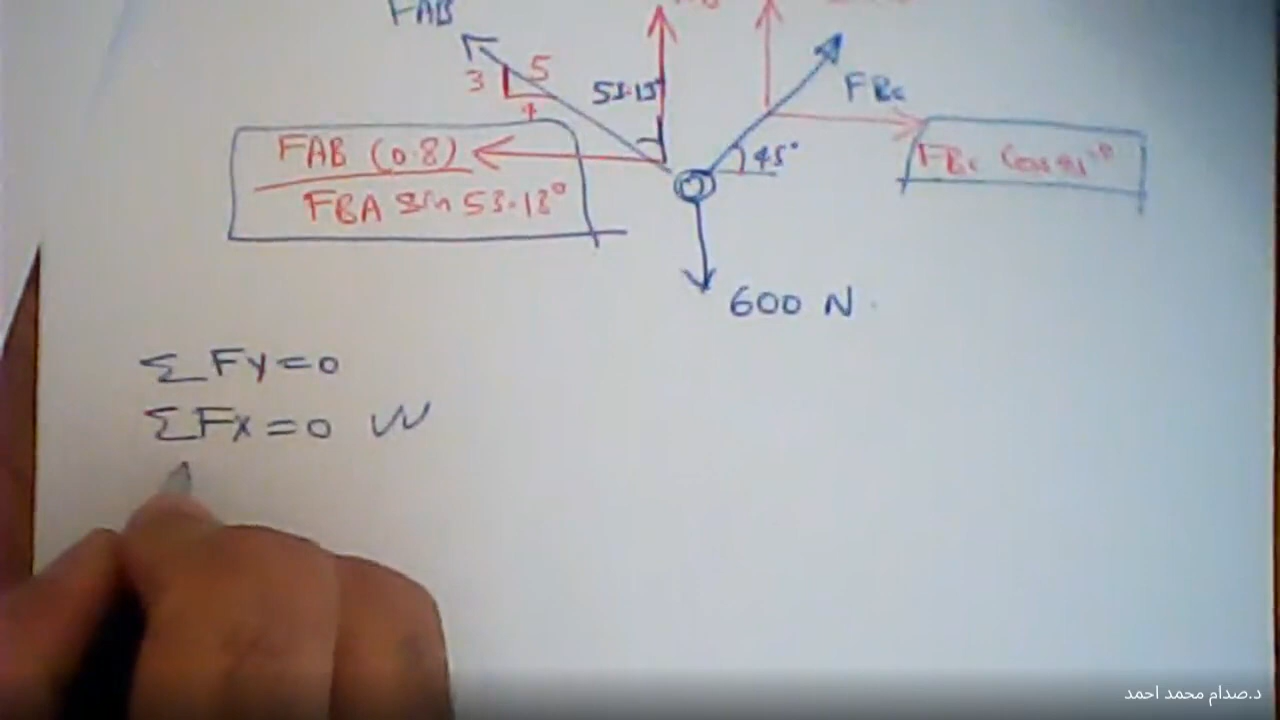 FAB
3 5
4
53.13°
FBC
45°
FAB (0.8)
FBA sin 53.13°
FBC Cos 45°
600 N
ΣFy=0
ΣFx=0
د.صدام محمد احمد